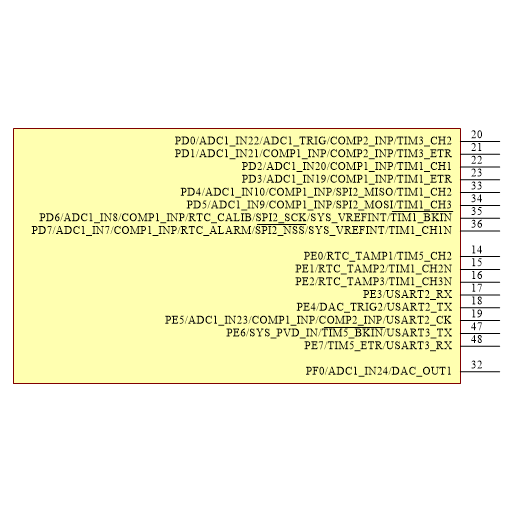 PD0/ADC1_IN22/ADC1_TRIG/COMP2_INP/TIM3_CH2 20
PD1/ADC1_IN21/COMP1_INP/COMP2_INP/TIM3_ETR 21
PD2/ADC1_IN20/COMP1_INP/TIM1_CH1 22
PD3/ADC1_IN19/COMP1_INP/TIM1_ETR 23
PD4/ADC1_IN10/COMP1_INP/SPI2_MISO/TIM1_CH2 33
PD5/ADC1_IN9/COMP1_INP/SPI2_MOSI/TIM1_CH3 34
PD6/ADC1_IN8/COMP1_INP/RTC_CALIB/SPI2_SCK/SYS_VREFINT/TIM1_BKIN 35
PD7/ADC1_IN7/COMP1_INP/RTC_ALARM/SPI2_NSS/SYS_VREFINT/TIM1_CH1N 36
PE0/RTC_TAMP1/TIM5_CH2 14
PE1/RTC_TAMP2/TIM1_CH2N 15
PE2/RTC_TAMP3/TIM1_CH3N 16
PE3/USART2_RX 17
PE4/DAC_TRIG2/USART2_TX 18
PE5/ADC1_IN23/COMP1_INP/COMP2_INP/USART2_CK 19
PE6/SYS_PVD_IN/TIM5_BKIN/USART3_TX 47
PE7/TIM5_ETR/USART3_RX 48
PF0/ADC1_IN24/DAC_OUT1 32